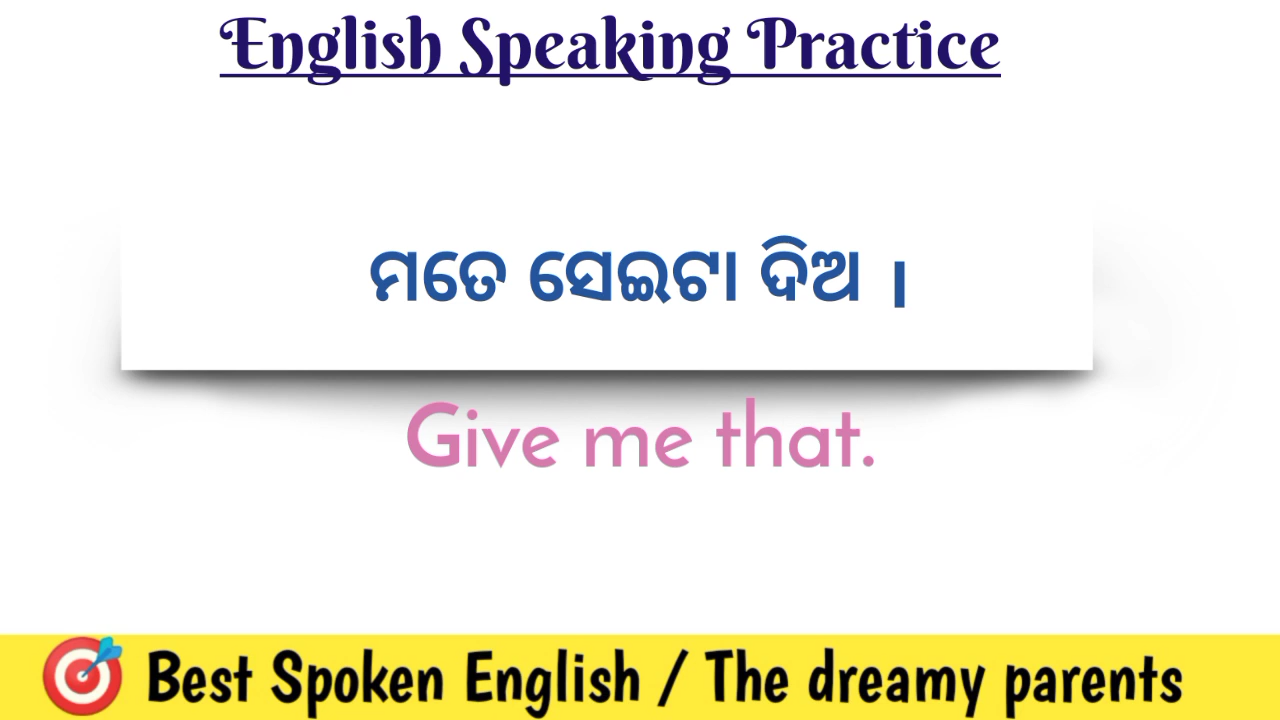 English Speaking Practice
ମତେ ସେଇଟା ଦିଅ ।
Give me that.
Best Spoken English / The dreamy parents